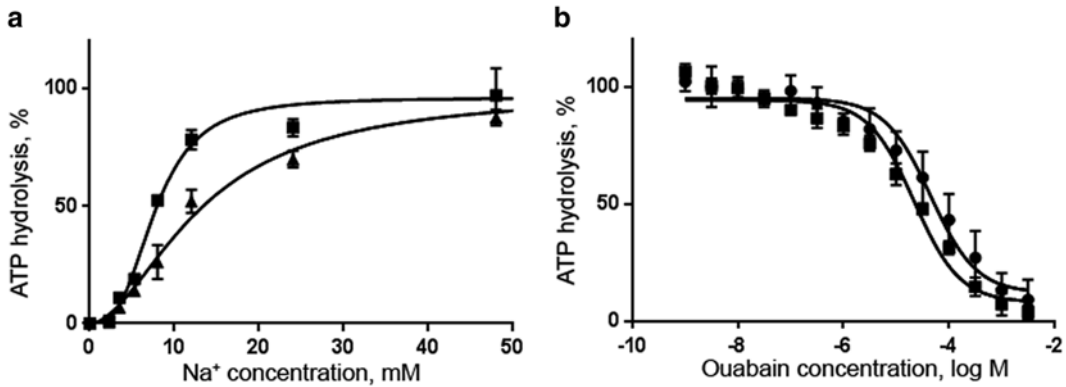 a
b
ATP hydrolysis, %
100
50
0
0
10
20
30
40
50
Na⁺ concentration, mM
ATP hydrolysis, %
100
50
0
-10
-8
-6
-4
-2
Ouabain concentration, log M